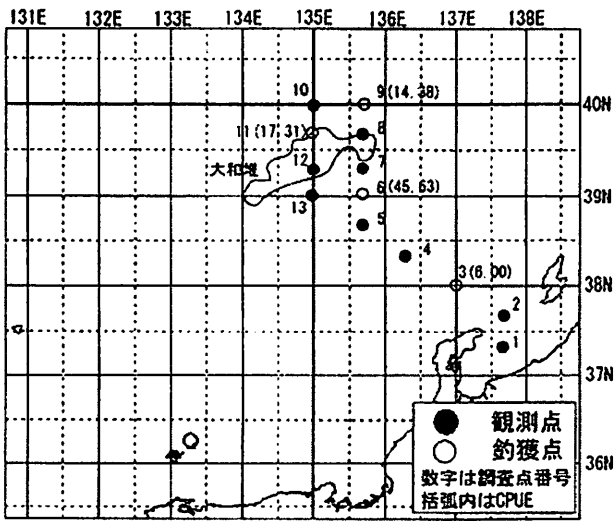 131E 132E 133E 134E 135E 136E 137E 138E
10 9(14.38)
40N
11(17.31) 8
大和堆 12 7
6(45.63)
39N
13 5
4
3(6.00)
38N
2
1
37N
● 観測点
○ 釣獲点
36N
数字は調査点番号
括弧内はCPUE